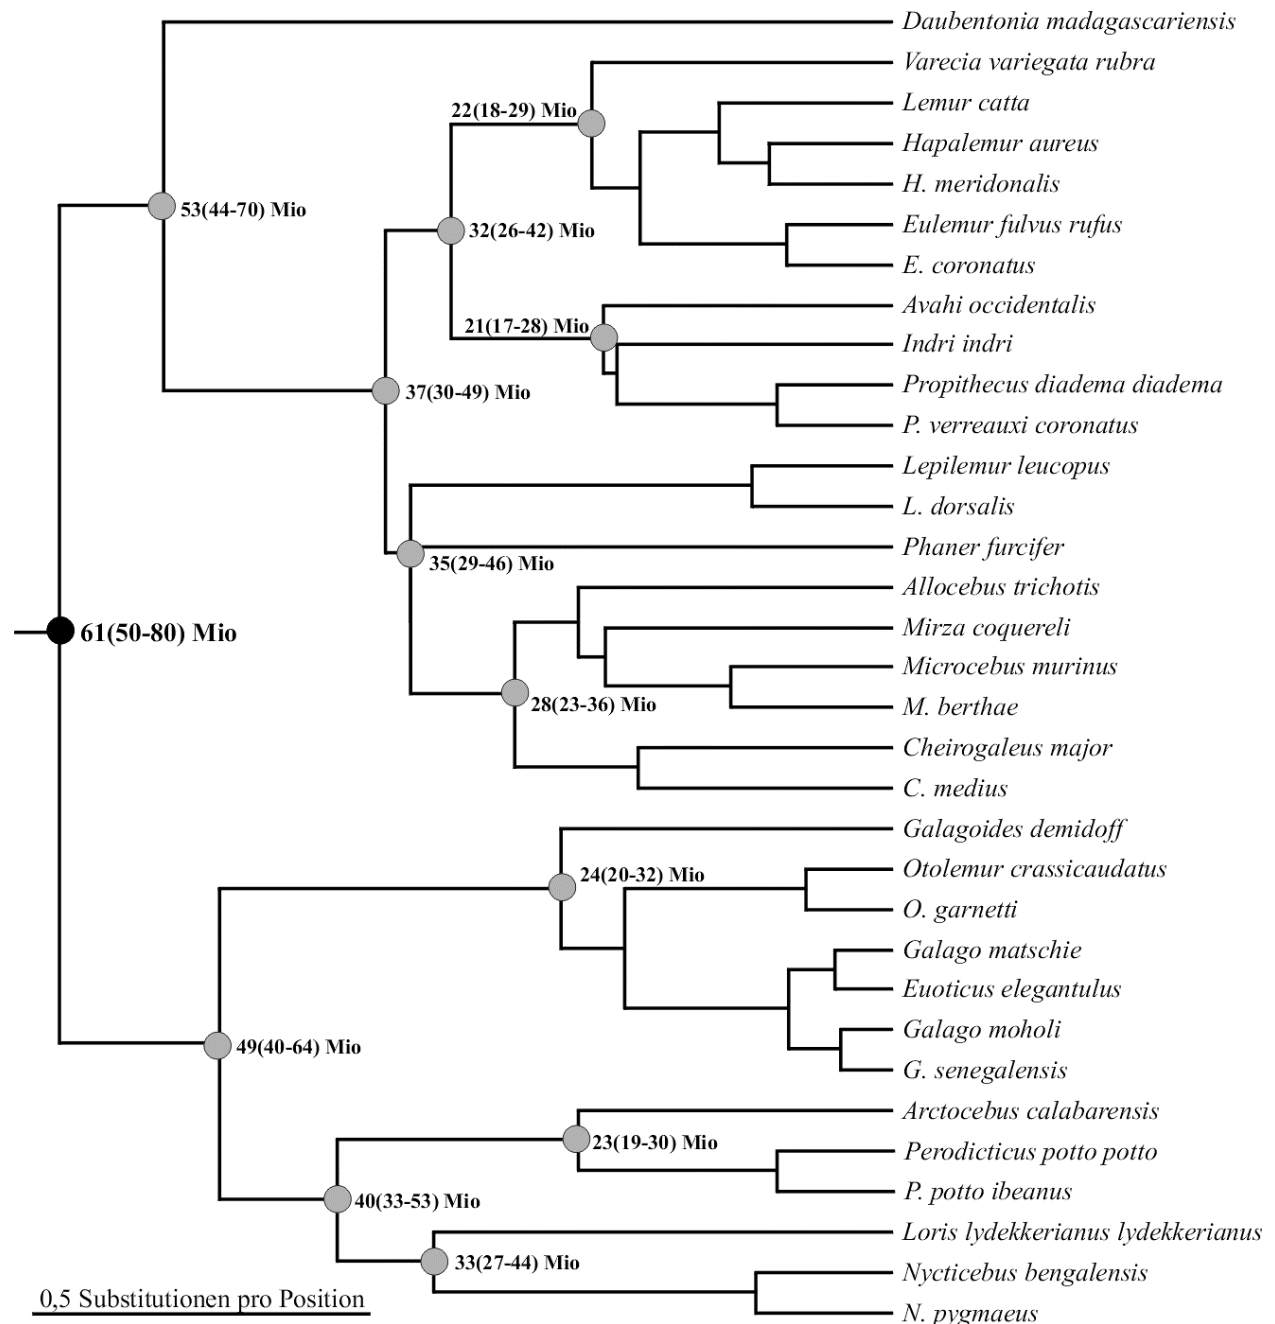 Daubentonia madagascariensis
Varecia variegata rubra
22(18-29) Mio
Lemur catta
Hapalemur aureus
H. meridonalis
53(44-70) Mio
Eulemur fulvus rufus
32(26-42) Mio
E. coronatus
Avahi occidentalis
21(17-28) Mio
Indri indri
Propithecus diadema diadema
37(30-49) Mio
P. verreauxi coronatus
Lepilemur leucopus
L. dorsalis
Phaner furcifer
35(29-46) Mio
Allocebus trichotis
Mirza coquereli
61(50-80) Mio
Microcebus murinus
28(23-36) Mio
M. berthae
Cheirogaleus major
C. medius
Galagoides demidoff
Otolemur crassicaudatus
24(20-32) Mio
O. garnetti
Galago matschie
Euoticus elegantulus
Galago moholi
49(40-64) Mio
G. senegalensis
Arctocebus calabarensis
23(19-30) Mio
Perodicticus potto potto
P. potto ibeanus
40(33-53) Mio
Loris lydekkerianus lydekkerianus
33(27-44) Mio
Nycticebus bengalensis
0,5 Substitutionen pro Position
N. pygmaeus